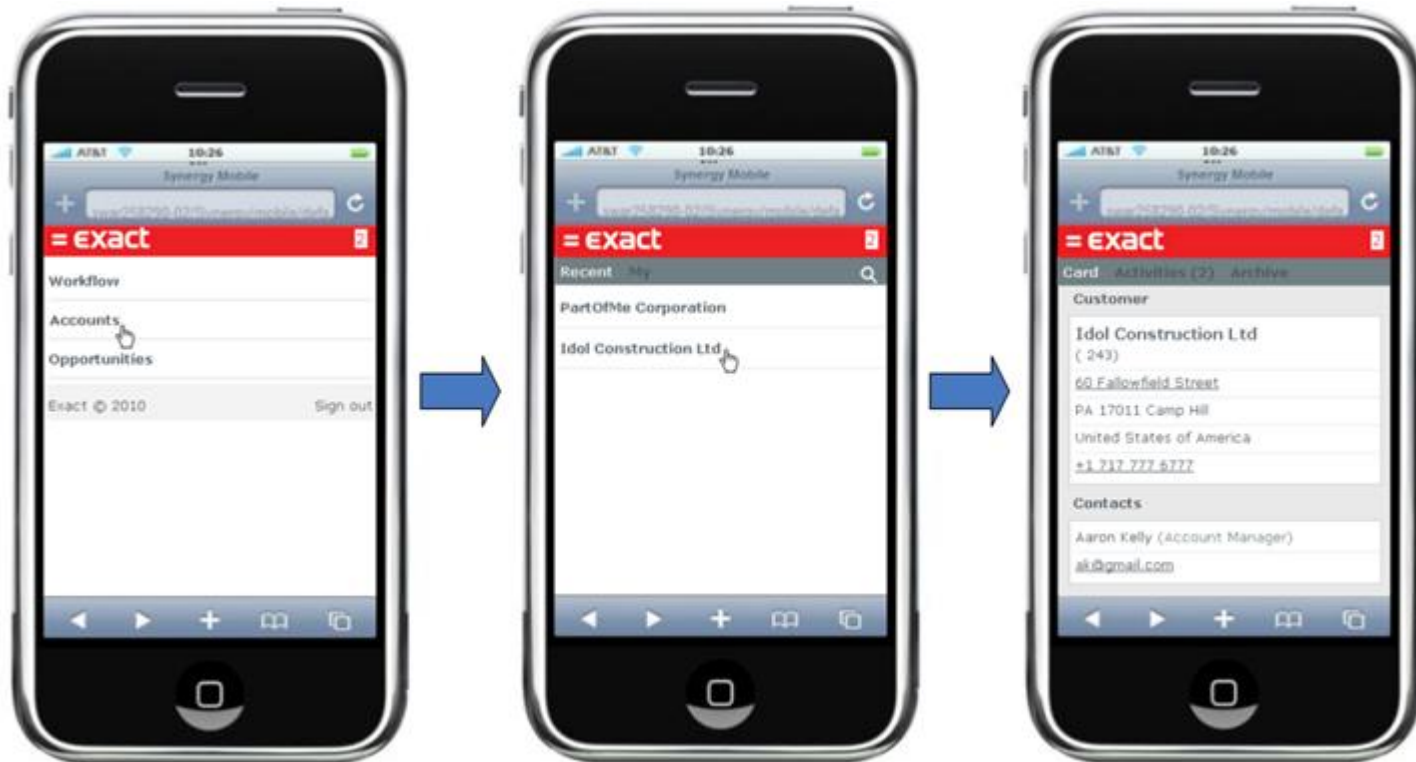 AT&T 10:26
Synergy Mobile
= exact 2
Workflow
Accounts
Opportunities
Exact © 2010 Sign out
AT&T 10:26
Synergy Mobile
= exact 2
Recent My
PartOfMe Corporation
Idol Construction Ltd
AT&T 10:26
Synergy Mobile
= exact 2
Card Activities (2) Archive
Customer
Idol Construction Ltd
( 243)
60 Fallowfield Street
PA 17011 Camp Hill
United States of America
+1 717 777 6777
Contacts
Aaron Kelly (Account Manager)
ak@gmail.com